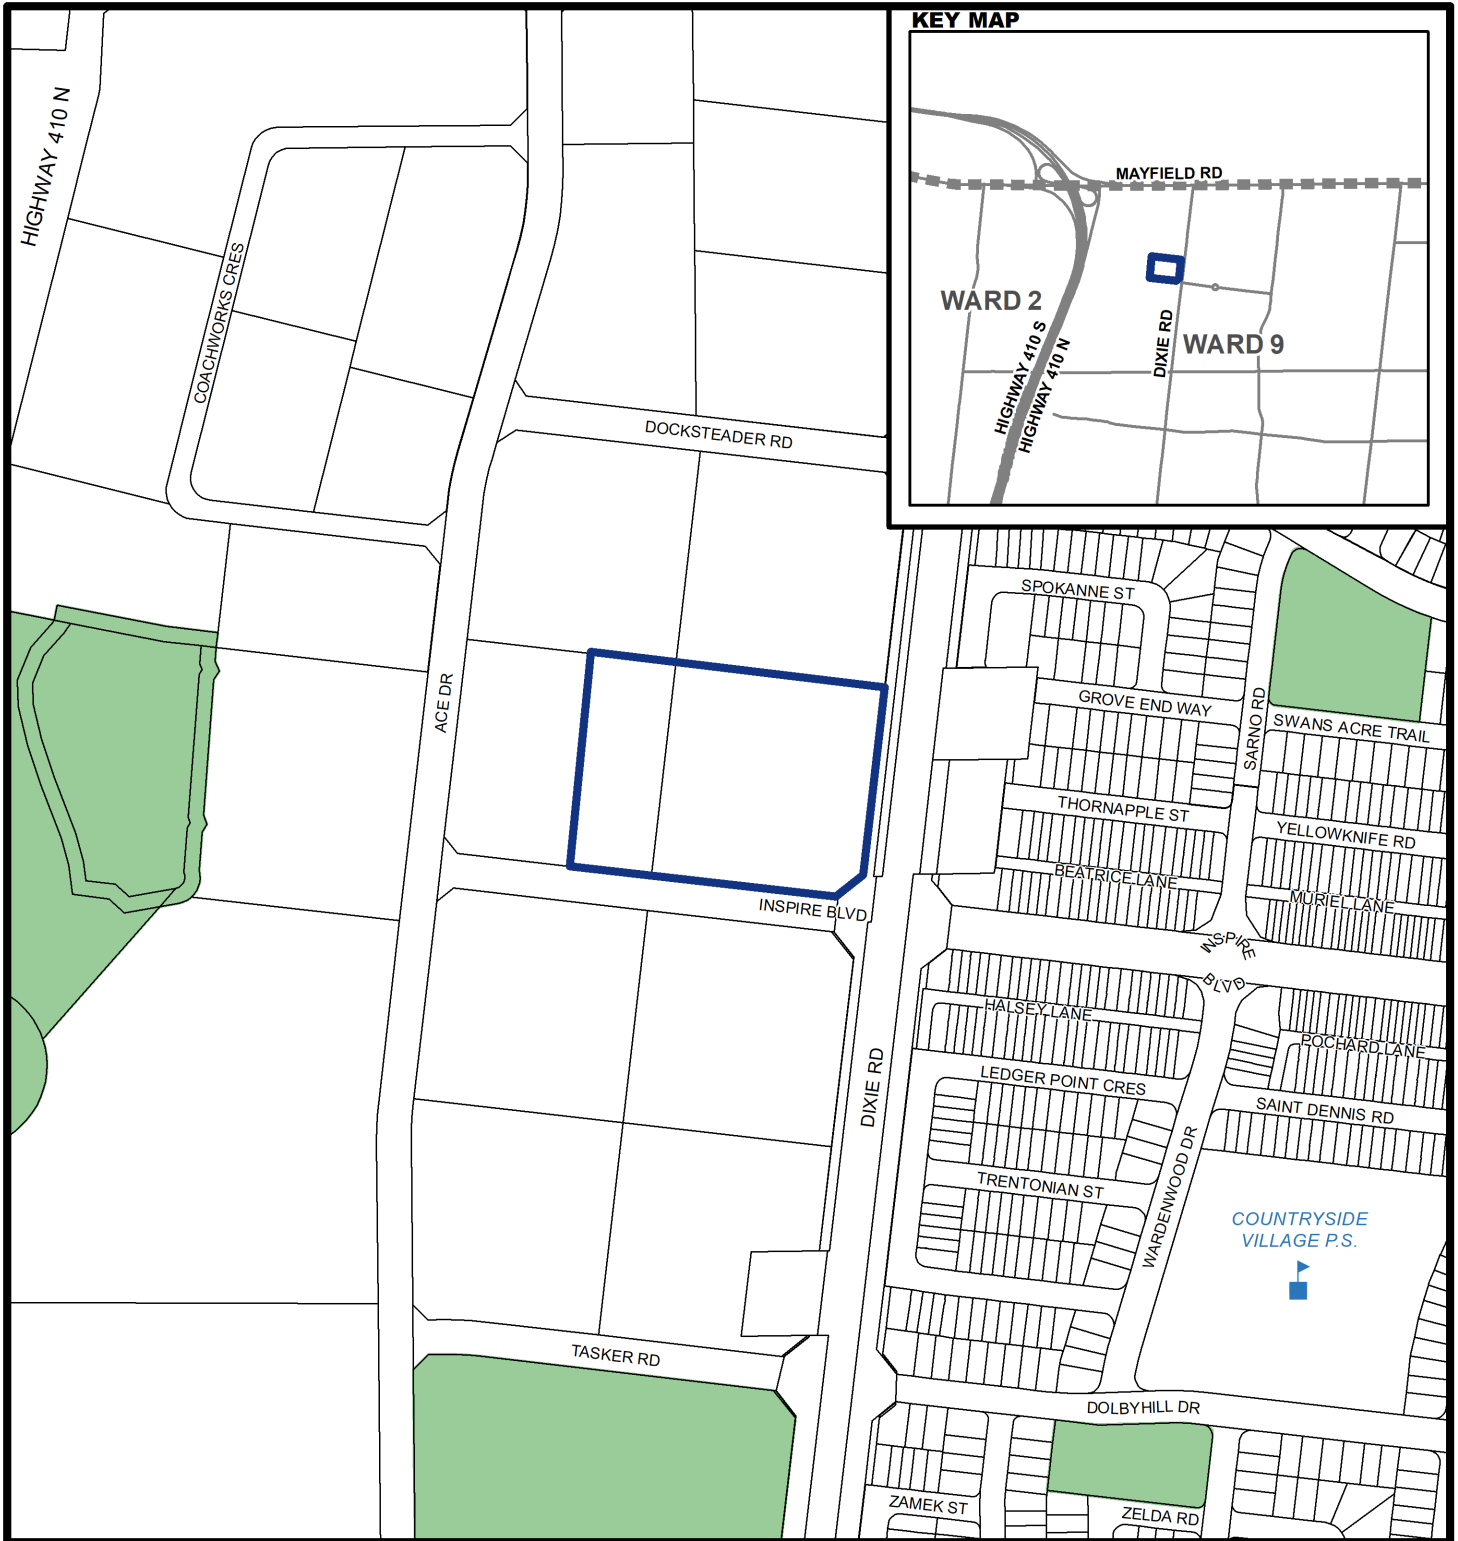 KEY MAP
MAYFIELD RD
WARD 2
WARD 9
DIXIE RD
HIGHWAY 410 S
HIGHWAY 410 N
HIGHWAY 410 N
COACHWORKS CRES
DOCKSTEADER RD
ACE DR
SPOKANNE ST
GROVE END WAY
SARNO RD
SWANS ACRE TRAIL
THORNAPPLE ST
YELLOWKNIFE RD
BEATRICE LANE
MURIEL LANE
INSPIRE BLVD
INSPIRE
BLVD
HALSEY LANE
POCHARD LANE
DIXIE RD
LEDGER POINT CRES
SAINT DENNIS RD
TRENTONIAN ST
WARDENWOOD DR
COUNTRYSIDE
VILLAGE P.S.
TASKER RD
DOLBYHILL DR
ZAMEK ST
ZELDA RD